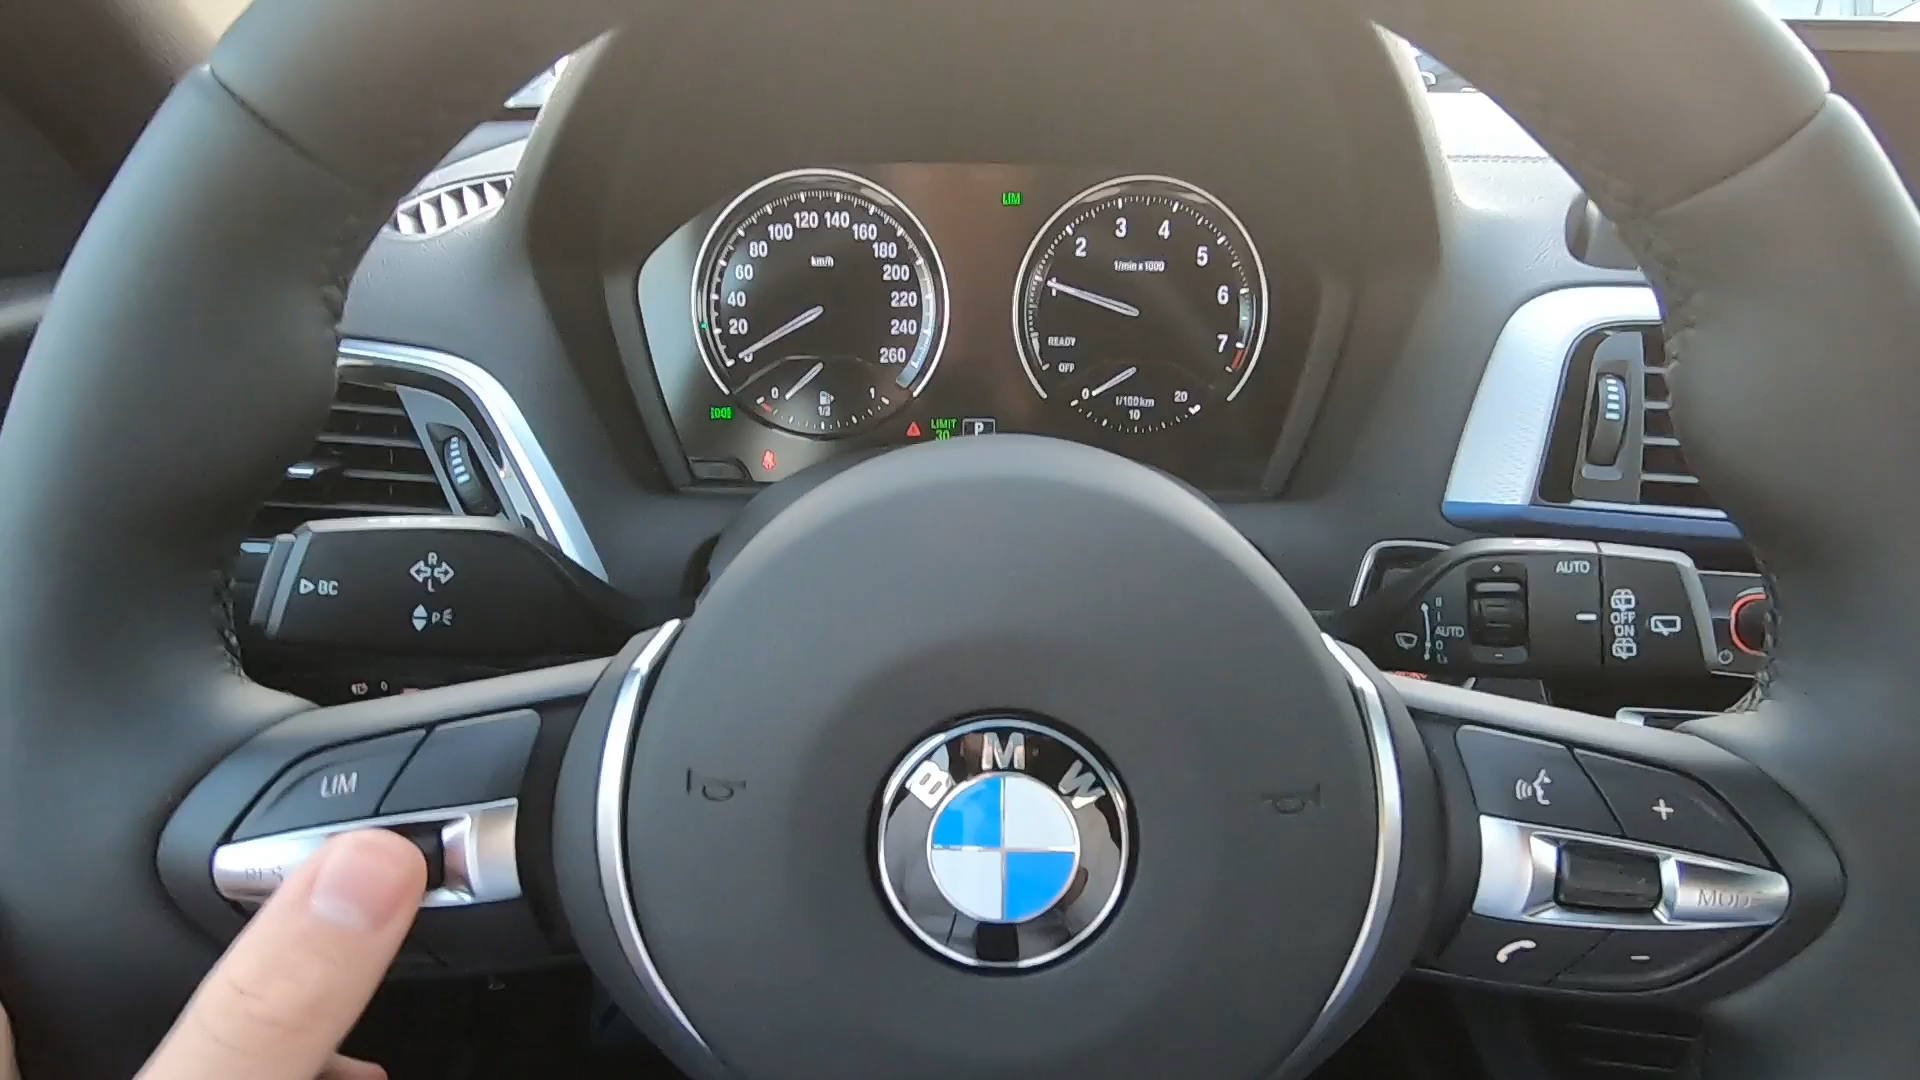 LIM
0
20
40
60
80
100
120
140
160
180
200
220
240
260
km/h
0
1/2
1
1
2
3
4
5
6
7
1/min x 1000
READY
OFF
0
l/100km
10
20
LIMIT
30
P
BC
R
L
AUTO
AUTO
OFF
ON
0
LIM
BMW
+
MODE
-